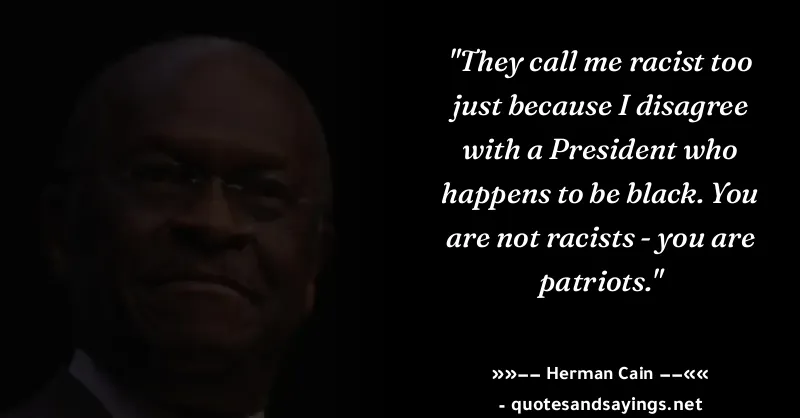 "They call me racist too
just because I disagree
with a President who
happens to be black. You
are not racists - you are
patriots."
»»−− Herman Cain −−««
- quotesandsayings.net